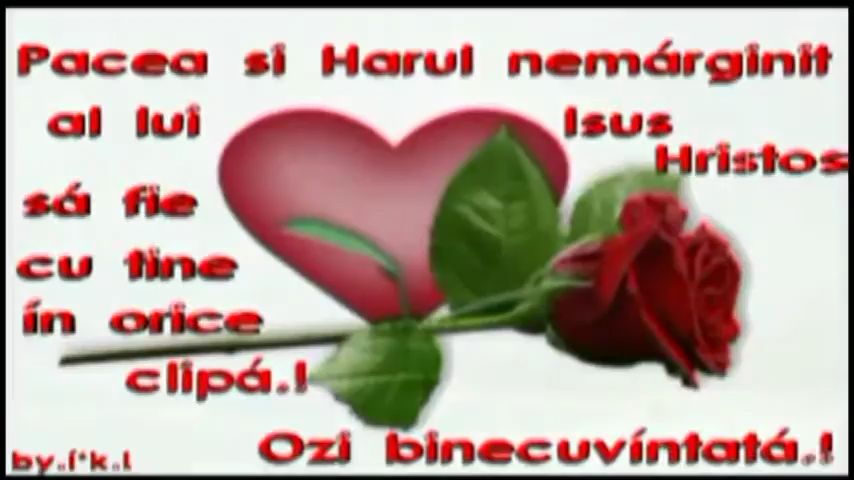 Pacea si Harul nemárginit
al lui Isus
Hristos
sá fie
cu tine
ín orice
clipá.!
Ozi binecuvíntatá.!
by.í*k.i